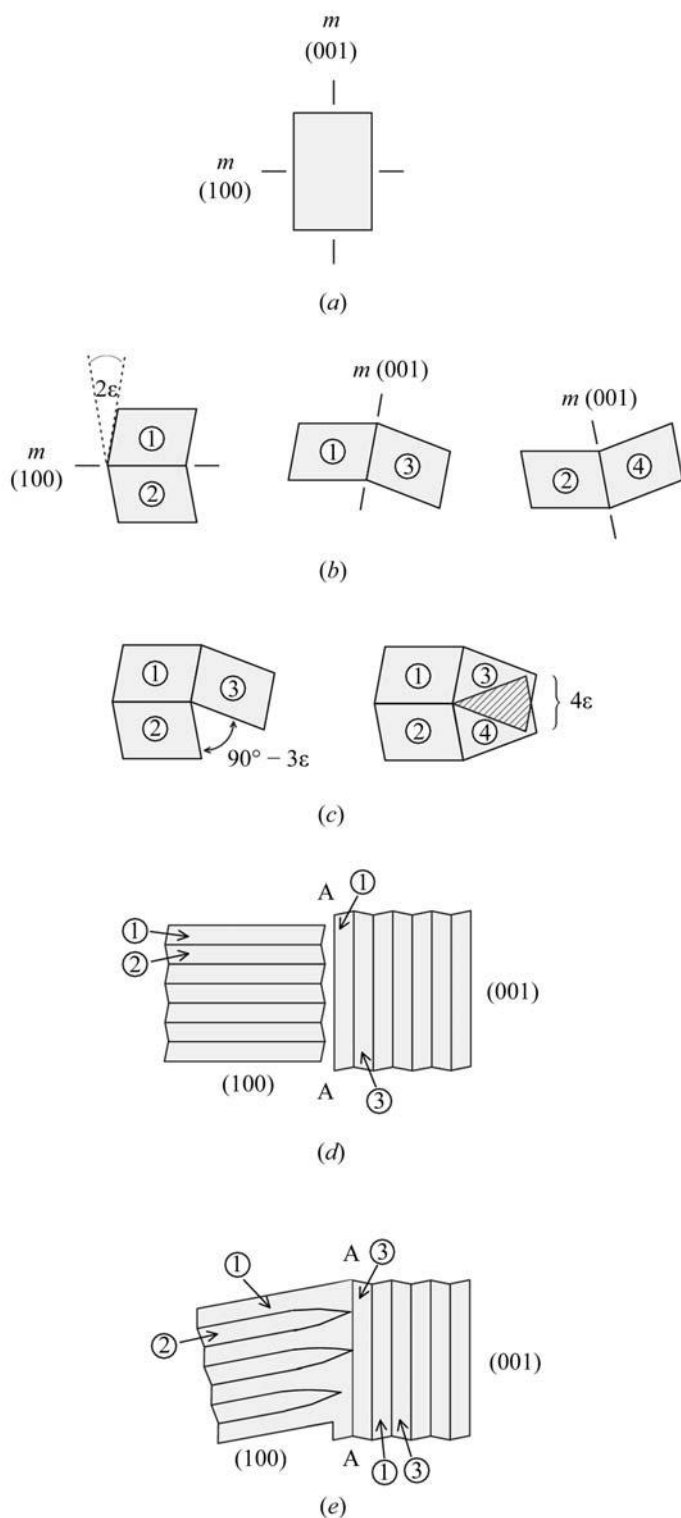 m
(001)
m
(100)
(a)
2ε
①
②
m
(100)
m (001)
①
③
m (001)
②
④
(b)
①
③
②
90° − 3ε
①
③
②
④
4ε
(c)
A
①
①
②
(001)
(100)
A
③
(d)
A
③
①
②
(001)
(100)
A
①
③
(e)